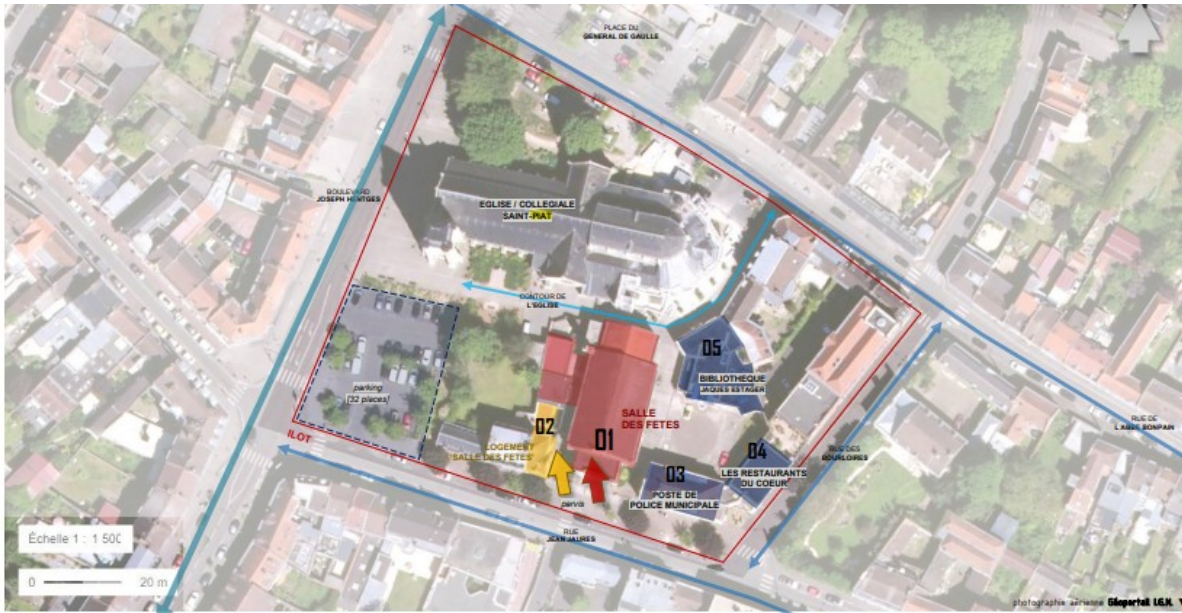 PLACE DU
GENERAL DE GAULLE
BOULEVARD
JOSEPH HENTGES
EGLISE / COLLEGIALE
SAINT-PIAT
CONTOUR DE
L'EGLISE
05
BIBLIOTHEQUE
JAQUES ESTAGER
parking
[32 places]
ILOT
02
LOGEMENT
'SALLE DES FETES'
01
SALLE
DES FETES
03
POSTE DE
POLICE MUNICIPALE
04
LES RESTAURANTS
DU COEUR
RUE DES
BOURLOIRES
RUE DE
L'ABBE BONPAIN
parvis
RUE
JEAN JAURES
Échelle 1 : 1 500
0 20 m
photographie aérienne Géoportail I.G.N.